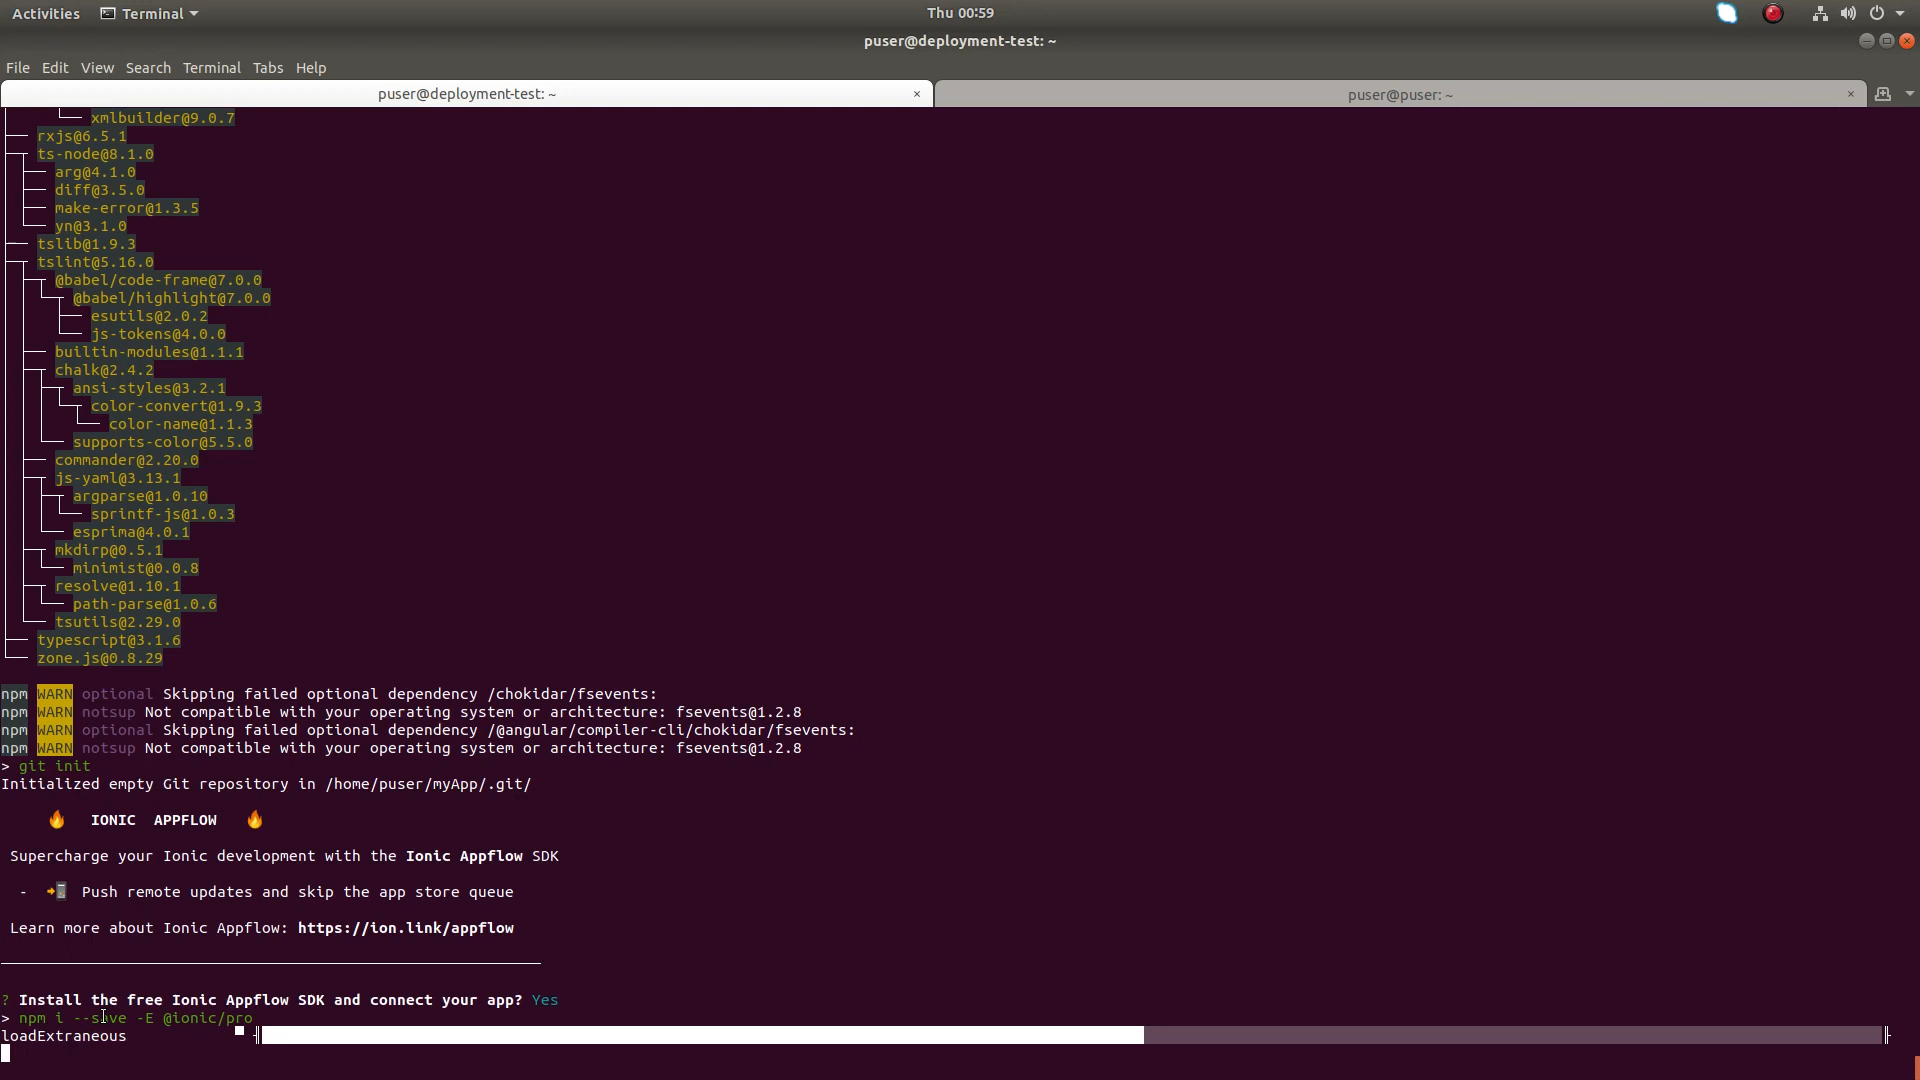 Activities Terminal Thu 00:59
puser@deployment-test: ~
File Edit View Search Terminal Tabs Help
puser@deployment-test: ~ × puser@puser: ~ ×
xmlbuilder@9.0.7
rxjs@6.5.1
ts-node@8.1.0
arg@4.1.0
diff@3.5.0
make-error@1.3.5
yn@3.1.0
tslib@1.9.3
tslint@5.16.0
@babel/code-frame@7.0.0
@babel/highlight@7.0.0
esutils@2.0.2
js-tokens@4.0.0
builtin-modules@1.1.1
chalk@2.4.2
ansi-styles@3.2.1
color-convert@1.9.3
color-name@1.1.3
supports-color@5.5.0
commander@2.20.0
js-yaml@3.13.1
argparse@1.0.10
sprintf-js@1.0.3
esprima@4.0.1
mkdirp@0.5.1
minimist@0.0.8
resolve@1.10.1
path-parse@1.0.6
tsutils@2.29.0
typescript@3.1.6
zone.js@0.8.29
npm WARN optional Skipping failed optional dependency /chokidar/fsevents:
npm WARN notsup Not compatible with your operating system or architecture: fsevents@1.2.8
npm WARN optional Skipping failed optional dependency /@angular/compiler-cli/chokidar/fsevents:
npm WARN notsup Not compatible with your operating system or architecture: fsevents@1.2.8
> git init
Initialized empty Git repository in /home/puser/myApp/.git/
🔥 IONIC APPFLOW 🔥
Supercharge your Ionic development with the Ionic Appflow SDK
- 📲 Push remote updates and skip the app store queue
Learn more about Ionic Appflow: https://ion.link/appflow
? Install the free Ionic Appflow SDK and connect your app? Yes
> npm i --save -E @ionic/pro
loadExtraneous